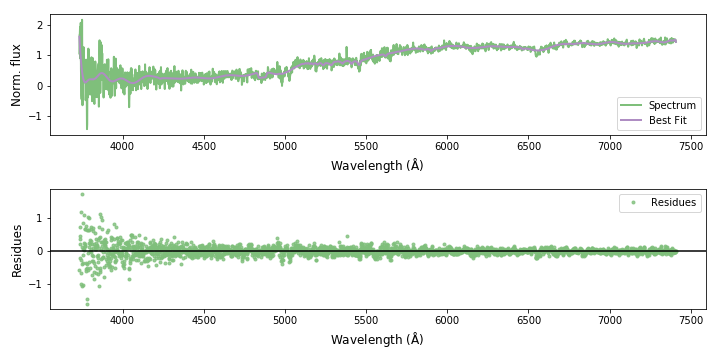 2
1
0
−1
Norm. flux
Spectrum
Best Fit
4000 4500 5000 5500 6000 6500 7000 7500
Wavelength (Å)
1
0
−1
Residues
Residues
4000 4500 5000 5500 6000 6500 7000 7500
Wavelength (Å)